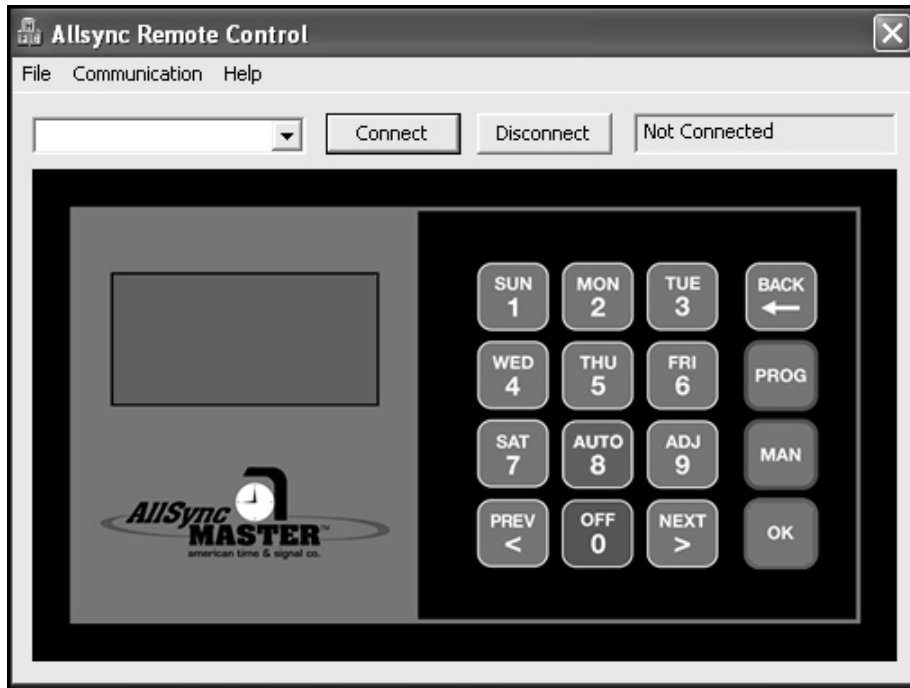 Allsync Remote Control
File Communication Help
Connect Disconnect Not Connected
SUN MON TUE BACK
1 2 3 ←
WED THU FRI PROG
4 5 6
SAT AUTO ADJ MAN
7 8 9
PREV OFF NEXT OK
< 0 >
AllSync
MASTER™
american time & signal co.